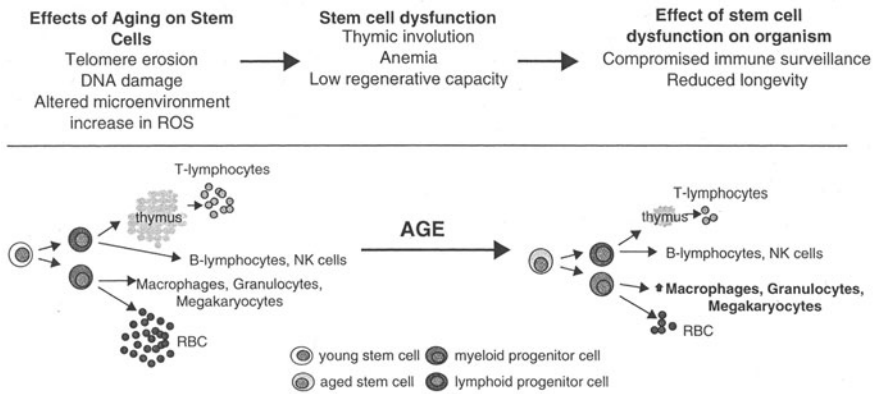 Effects of Aging on Stem
Cells
Telomere erosion
DNA damage
Altered microenvironment
increase in ROS
Stem cell dysfunction
Thymic involution
Anemia
Low regenerative capacity
Effect of stem cell
dysfunction on organism
Compromised immune surveillance
Reduced longevity
T-lymphocytes
thymus
B-lymphocytes, NK cells
Macrophages, Granulocytes,
Megakaryocytes
RBC
AGE
T-lymphocytes
thymus
B-lymphocytes, NK cells
Macrophages, Granulocytes,
Megakaryocytes
RBC
young stem cell
myeloid progenitor cell
aged stem cell
lymphoid progenitor cell